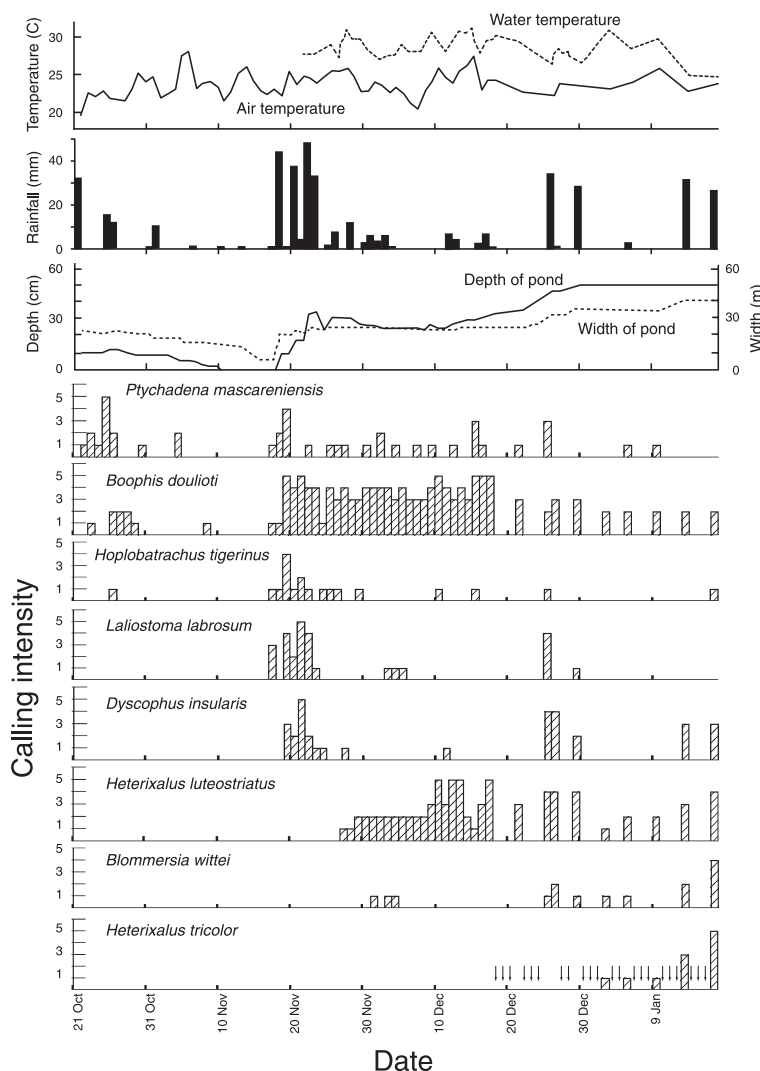 Temperature (C)
30
25
20
Water temperature
Air temperature
Rainfall (mm)
40
20
0
Depth (cm)
60
30
0
Depth of pond
Width of pond
60
30
0
Width (m)
Calling intensity
Ptychadena mascareniensis
5
3
1
Boophis doulioti
5
3
1
Hoplobatrachus tigerinus
5
3
1
Laliostoma labrosum
5
3
1
Dyscophus insularis
5
3
1
Heterixalus luteostriatus
5
3
1
Blommersia wittei
5
3
1
Heterixalus tricolor
5
3
1
21 Oct
31 Oct
10 Nov
20 Nov
30 Nov
10 Dec
20 Dec
30 Dec
9 Jan
Date